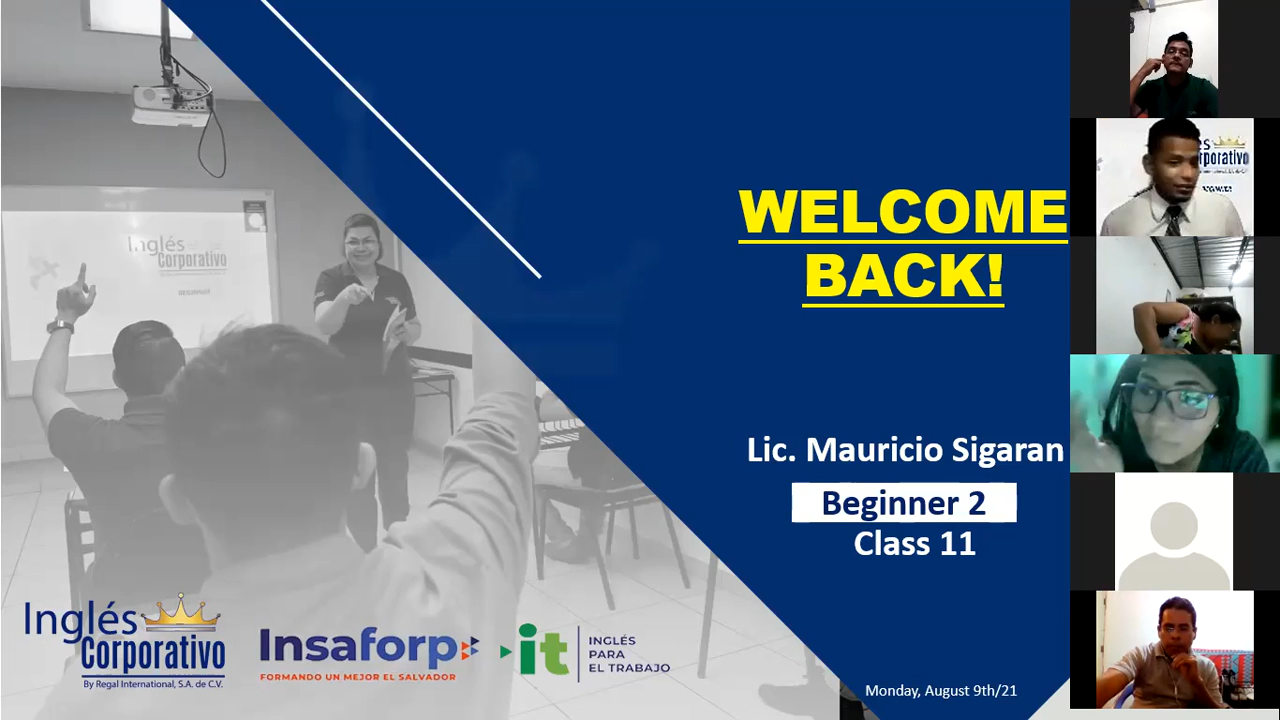 WELCOME
BACK!
Lic. Mauricio Sigaran
Beginner 2
Class 11
Monday, August 9th/21
Inglés
Corporativo
By Regal International, S.A. de C.V.
Insaforp
FORMANDO UN MEJOR EL SALVADOR
it
INGLÉS
PARA
EL TRABAJO
Inglés
Corporativo